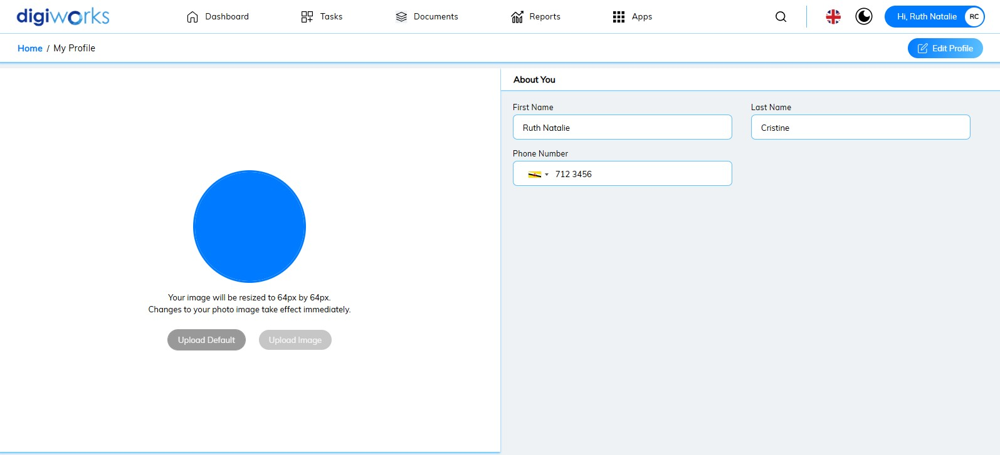 digiworks
Dashboard
Tasks
Documents
Reports
Apps
Hi, Ruth Natalie
RC
Home / My Profile
Edit Profile
Your image will be resized to 64px by 64px.
Changes to your photo image take effect immediately.
Upload Default
Upload Image
About You
First Name
Ruth Natalie
Last Name
Cristine
Phone Number
712 3456